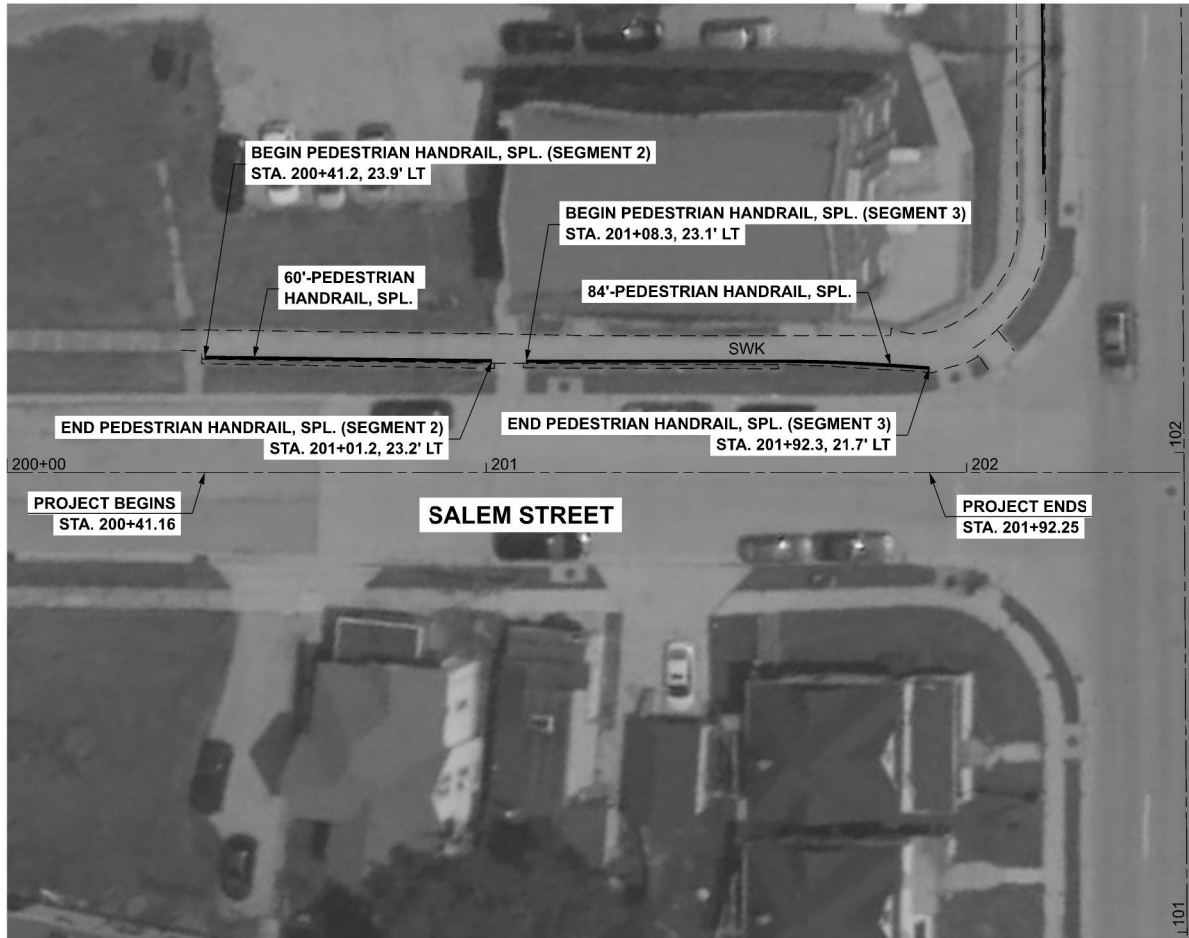 BEGIN PEDESTRIAN HANDRAIL, SPL. (SEGMENT 2)
STA. 200+41.2, 23.9' LT
BEGIN PEDESTRIAN HANDRAIL, SPL. (SEGMENT 3)
STA. 201+08.3, 23.1' LT
60'-PEDESTRIAN
HANDRAIL, SPL.
84'-PEDESTRIAN HANDRAIL, SPL.
SWK
END PEDESTRIAN HANDRAIL, SPL. (SEGMENT 2)
STA. 201+01.2, 23.2' LT
END PEDESTRIAN HANDRAIL, SPL. (SEGMENT 3)
STA. 201+92.3, 21.7' LT
102
200+00
201
202
PROJECT BEGINS
STA. 200+41.16
SALEM STREET
PROJECT ENDS
STA. 201+92.25
101